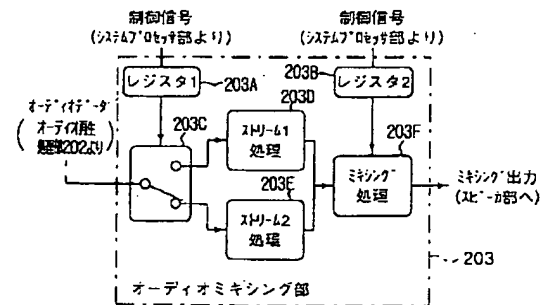 制御信号
(システムプロセッサ部より)
制御信号
(システムプロセッサ部より)
レジスタ1
203A
203B
レジスタ2
オーディオデータ
(オーディオ再生
処理部202より)
203C
203D
ストリーム1
処理
203E
ストリーム2
処理
203F
ミキシング
処理
ミキシング出力
(スピーカ部へ)
203
オーディオミキシング部